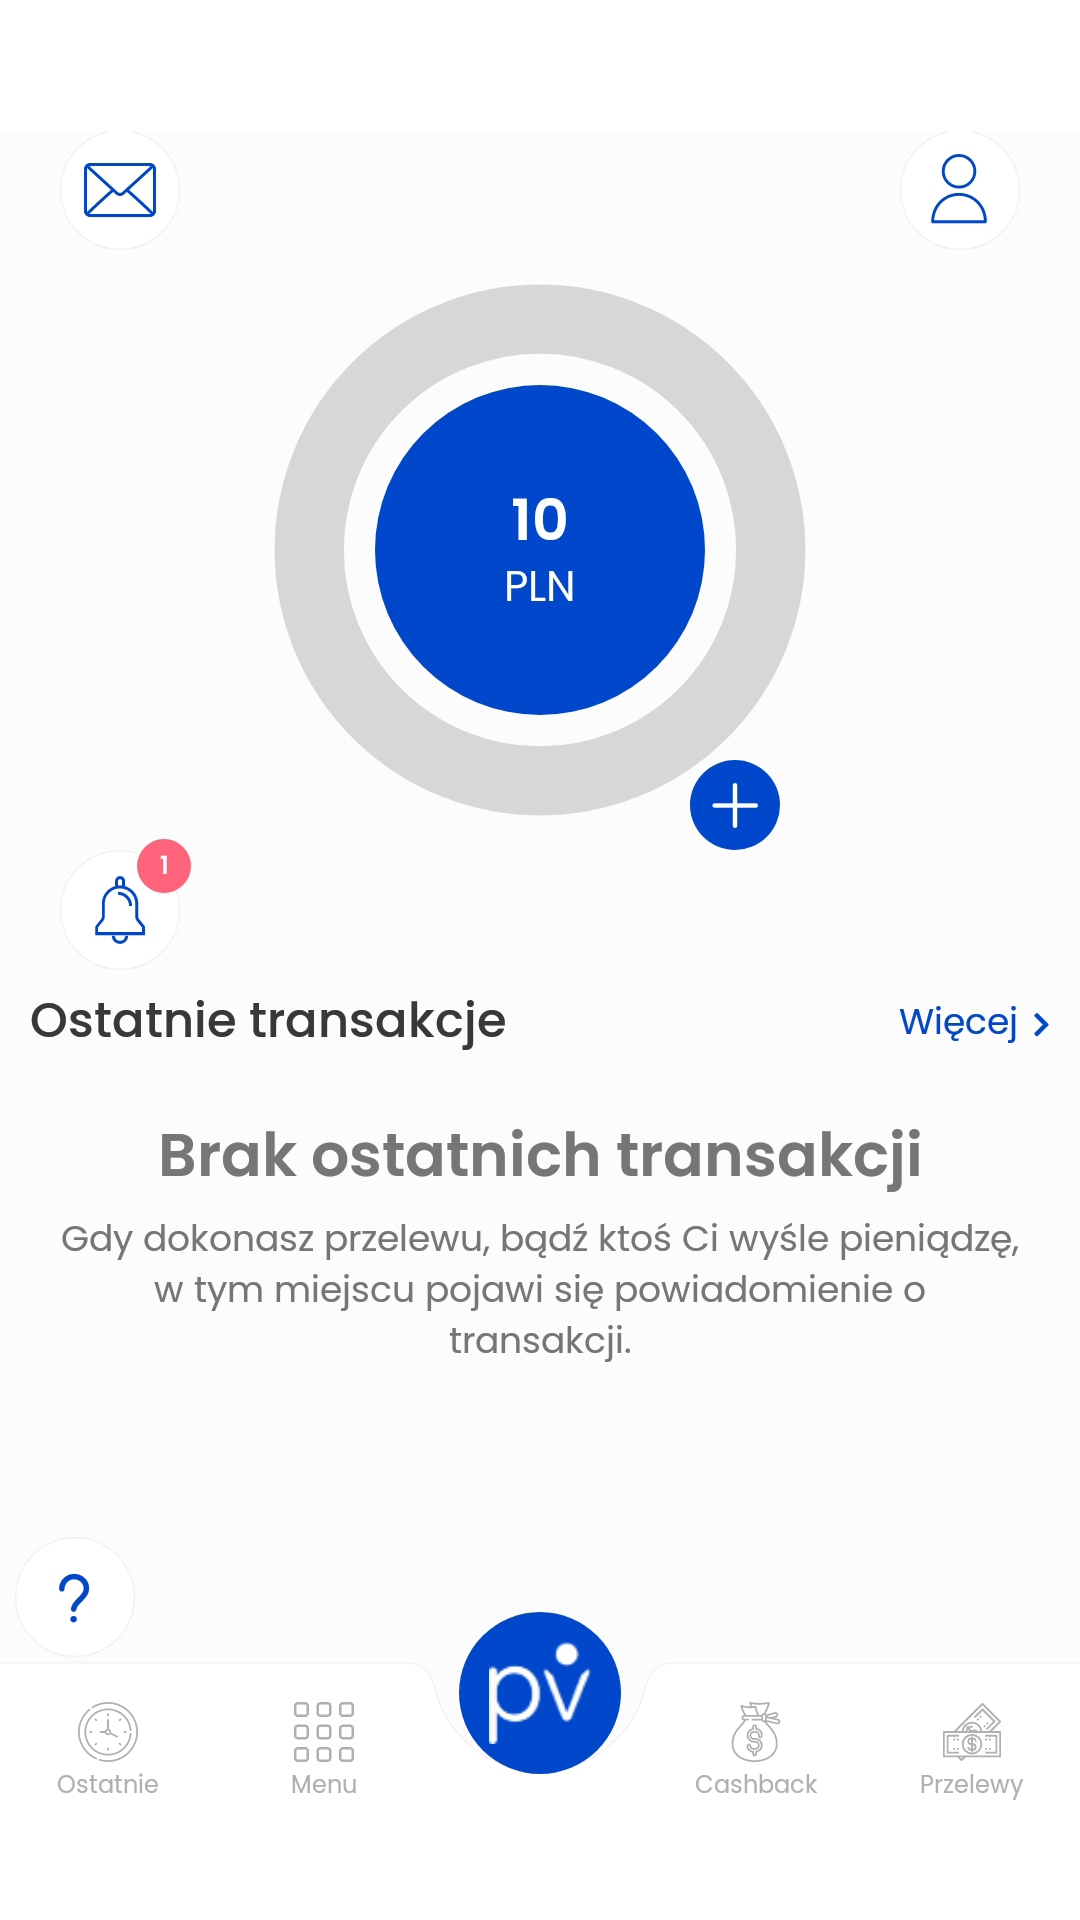 10
PLN
1
Ostatnie transakcje
Więcej
Brak ostatnich transakcji
Gdy dokonasz przelewu, bądź ktoś Ci wyśle pieniądzę,
w tym miejscu pojawi się powiadomienie o
transakcji.
?
pv
Ostatnie
Menu
Cashback
Przelewy